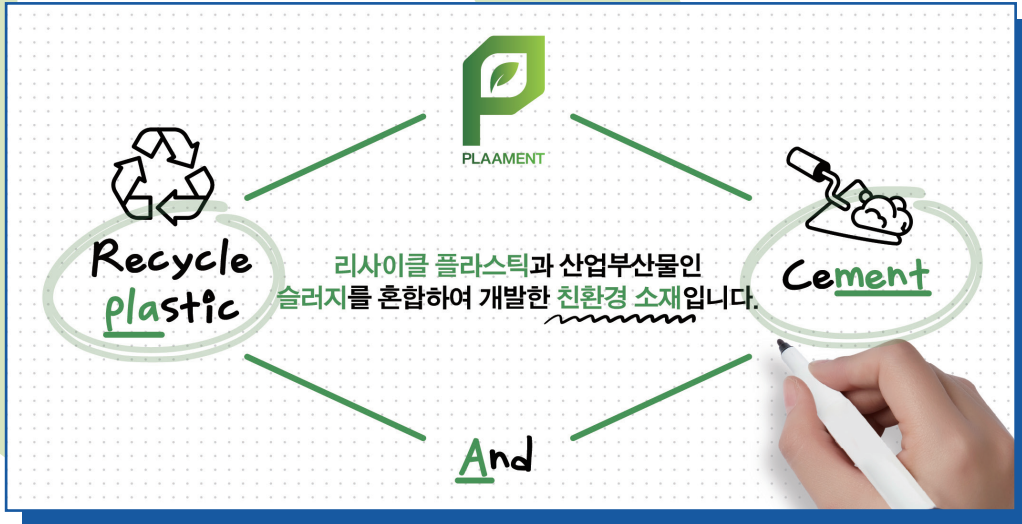 PLAAMENT
Recycle
plastic
리사이클 플라스틱과 산업부산물인
슬러지를 혼합하여 개발한 친환경 소재입니다.
Cement
And